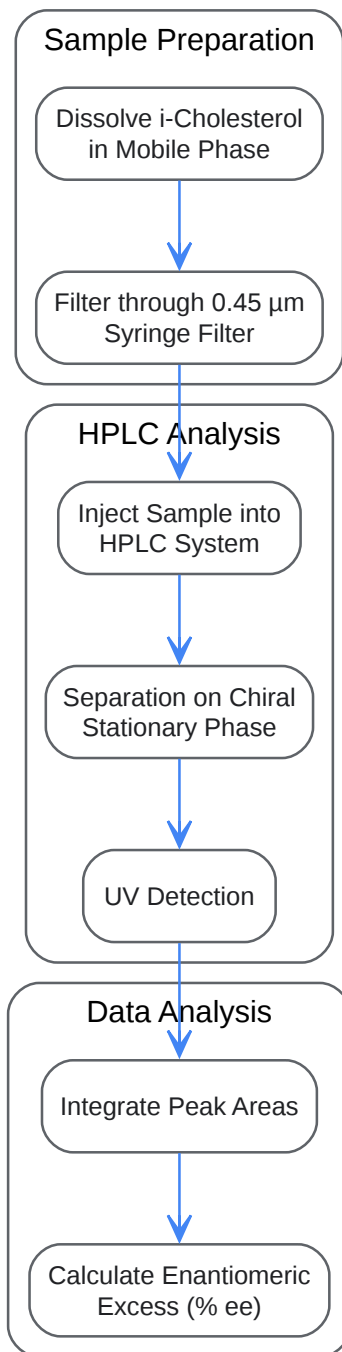 Sample Preparation
Dissolve i-Cholesterol
in Mobile Phase
Filter through 0.45 µm
Syringe Filter
HPLC Analysis
Inject Sample into
HPLC System
Separation on Chiral
Stationary Phase
UV Detection
Data Analysis
Integrate Peak Areas
Calculate Enantiomeric
Excess (% ee)